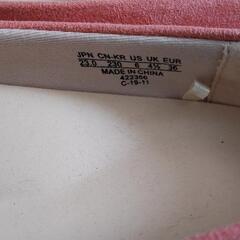 JPN CN-KR US UK EUR
23.0 230 6 4½ 36
MADE IN CHINA
422356
C-19-11